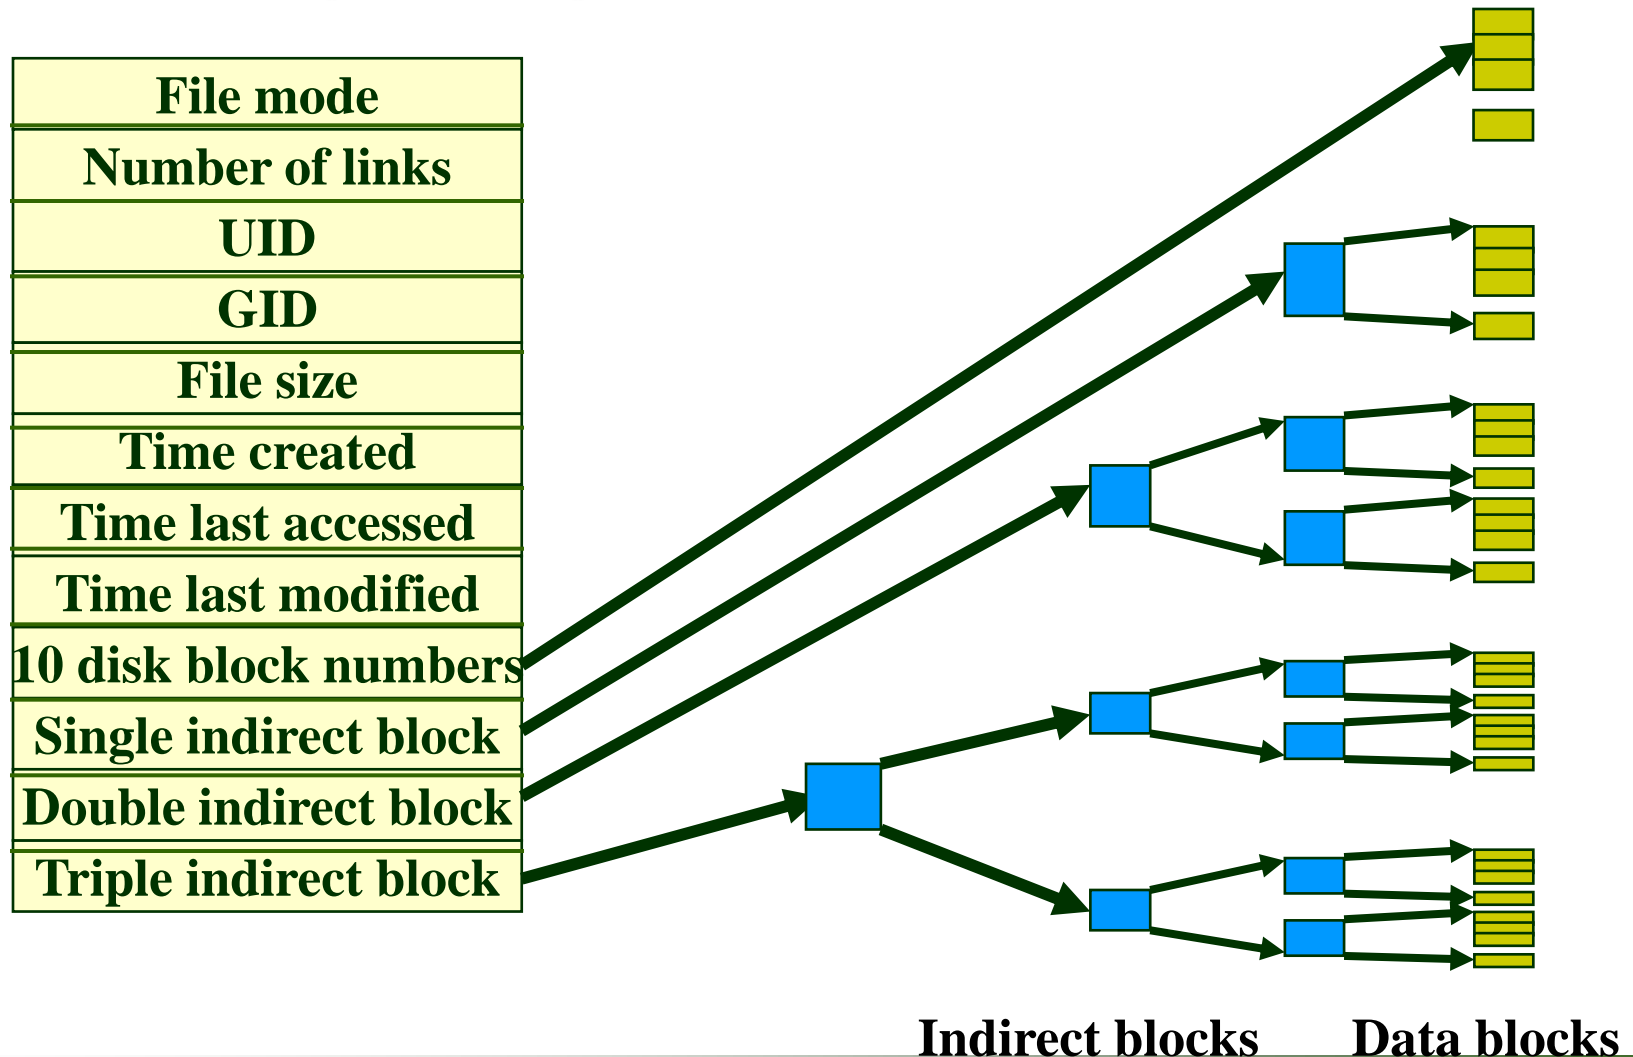 File mode
Number of links
UID
GID
File size
Time created
Time last accessed
Time last modified
10 disk block numbers
Single indirect block
Double indirect block
Triple indirect block
Indirect blocks
Data blocks